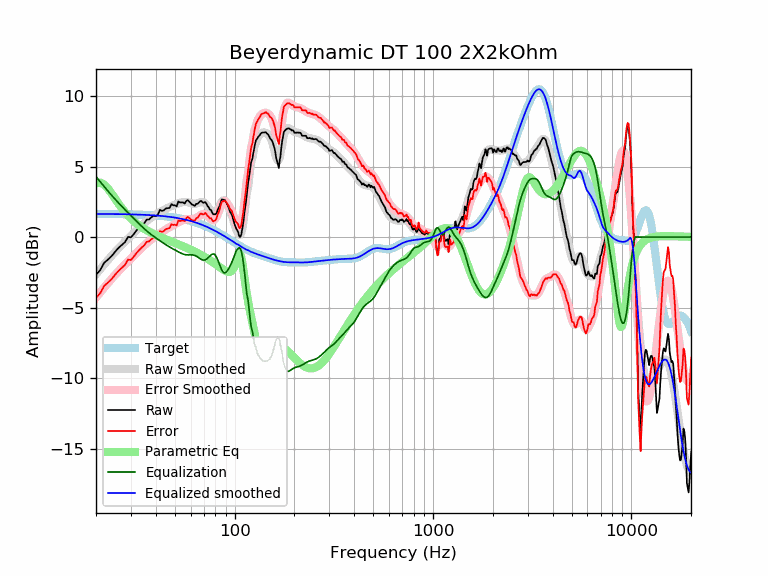 Beyerdynamic DT 100 2X2kOhm
10
5
0
−5
−10
−15
Amplitude (dBr)
Target
Raw Smoothed
Error Smoothed
Raw
Error
Parametric Eq
Equalization
Equalized smoothed
100 1000 10000
Frequency (Hz)